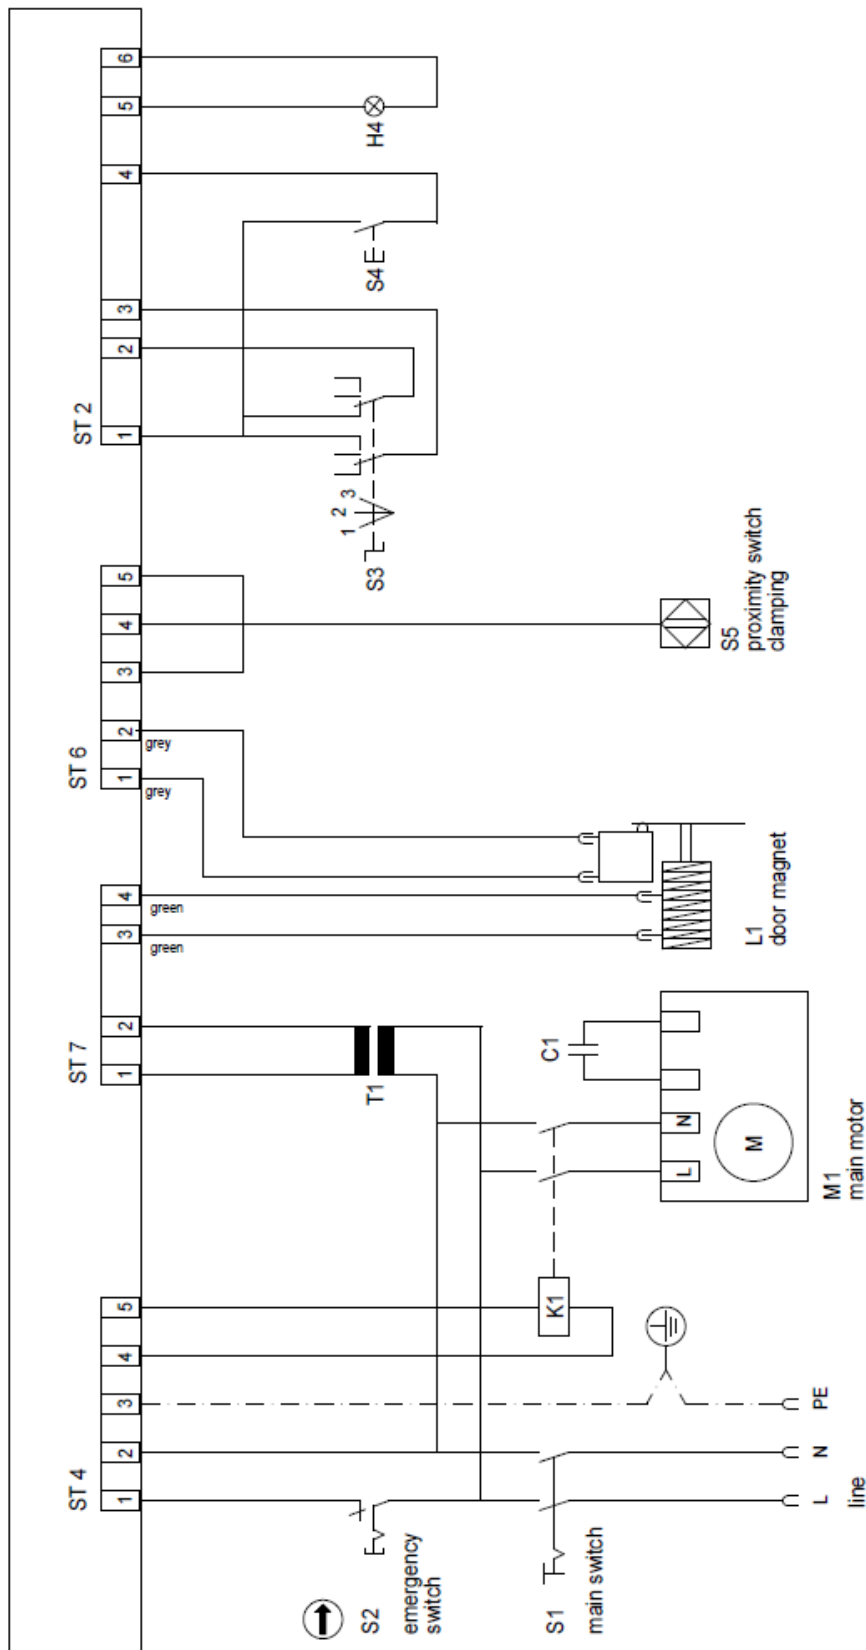 ST 4 ST 7 ST 6 ST 2
1 2 3 4 5 1 2 3 4 1 2 3 4 5 1 2 3 4 5 6
green green grey grey
1 2 3
S2
emergency
switch
T1
S3
S4
H4
S1
main switch
K1
C1
L N
M
M1
main motor
L1
door magnet
S5
proximity switch
clamping
L N PE
line